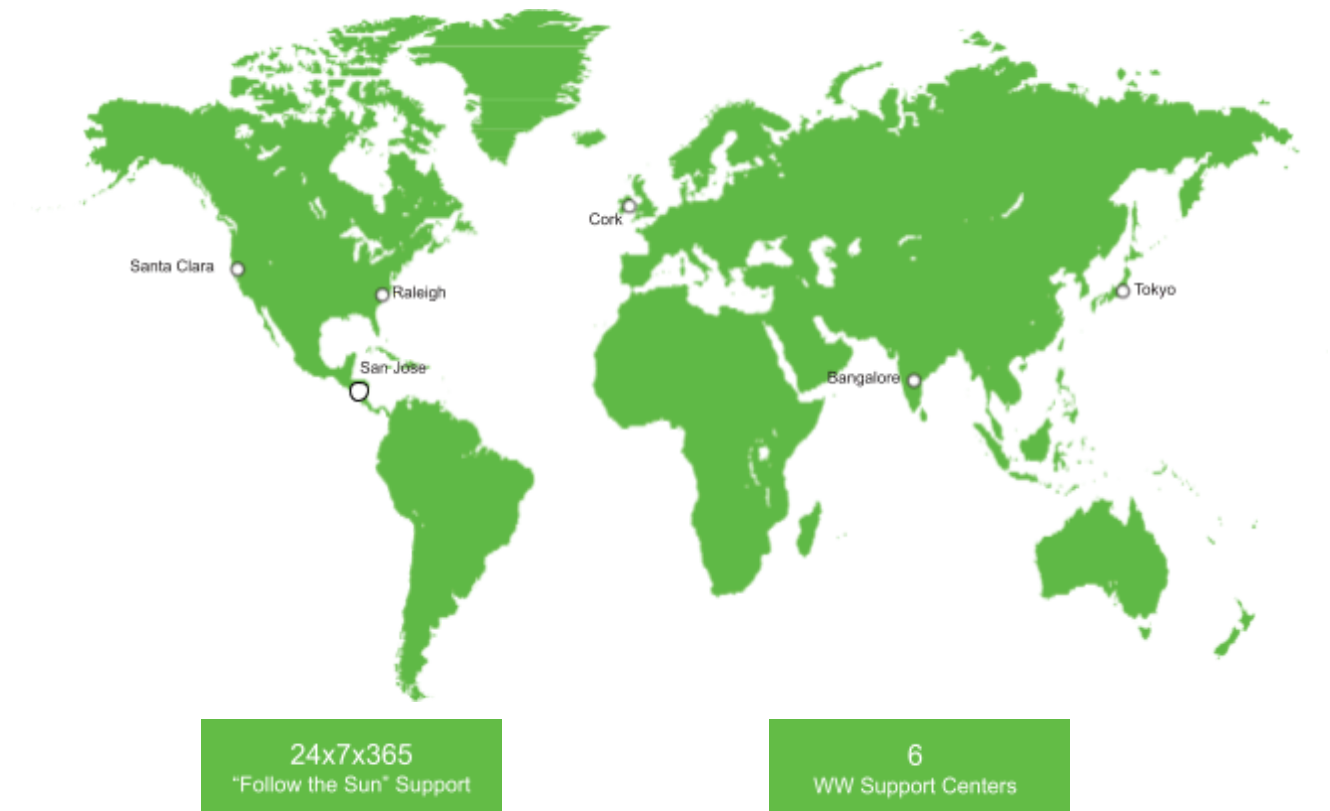 Cork
Santa Clara
Raleigh
Tokyo
San Jose
Bangalore
24x7x365
“Follow the Sun” Support
6
WW Support Centers